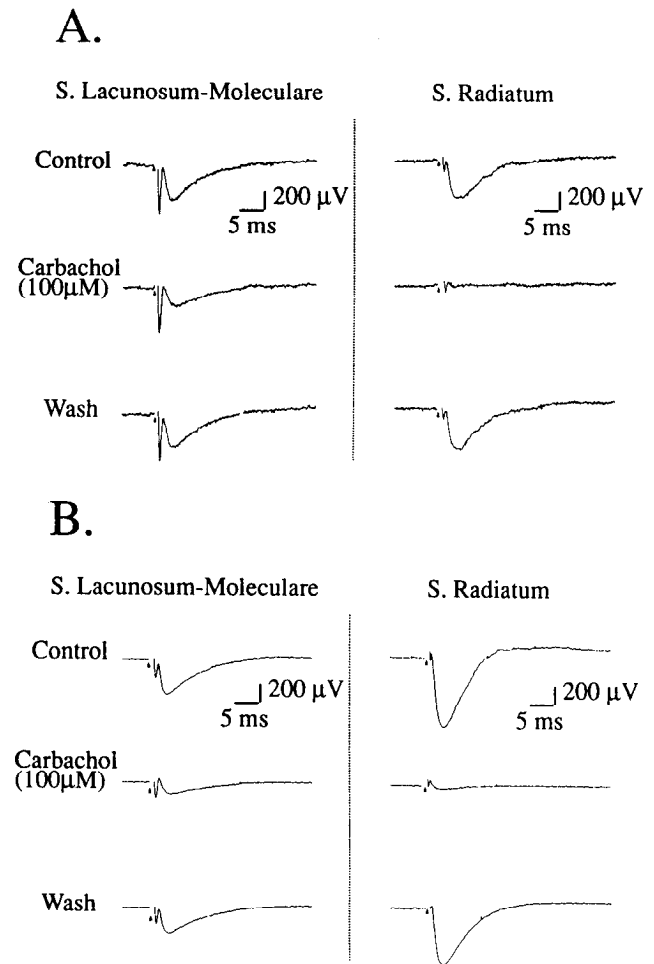 A.
S. Lacunosum-Moleculare
S. Radiatum
Control
200 µV
5 ms
200 µV
5 ms
Carbachol
(100µM)
Wash
B.
S. Lacunosum-Moleculare
S. Radiatum
Control
200 µV
5 ms
200 µV
5 ms
Carbachol
(100µM)
Wash